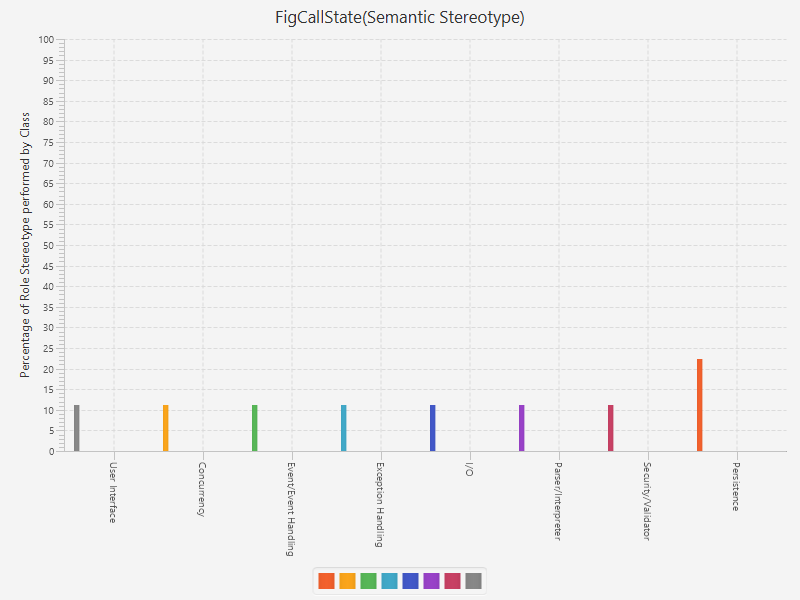 FigCallState(Semantic Stereotype)
Percentage of Role Stereotype performed by Class
100
95
90
85
80
75
70
65
60
55
50
45
40
35
30
25
20
15
10
5
0
User Interface
Concurrency
Event/Event Handling
Exception Handling
I/O
Parser/Interpreter
Security/Validator
Persistence